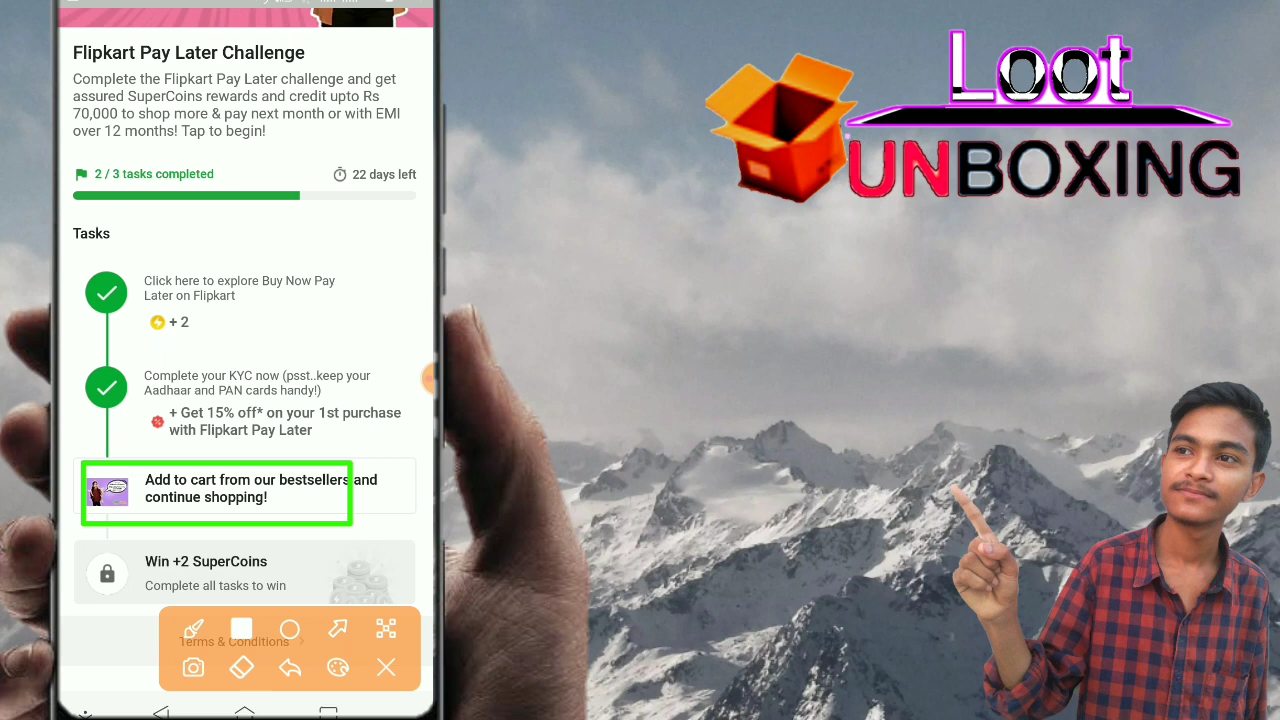 Flipkart Pay Later Challenge
Complete the Flipkart Pay Later challenge and get
assured SuperCoins rewards and credit upto Rs
70,000 to shop more & pay next month or with EMI
over 12 months! Tap to begin!
2 / 3 tasks completed
22 days left
Tasks
Click here to explore Buy Now Pay
Later on Flipkart
+ 2
Complete your KYC now (psst..keep your
Aadhaar and PAN cards handy!)
+ Get 15% off* on your 1st purchase
with Flipkart Pay Later
Add to cart from our bestsellers and
continue shopping!
Win +2 SuperCoins
Complete all tasks to win
Terms & Conditions
Loot
UNBOXING